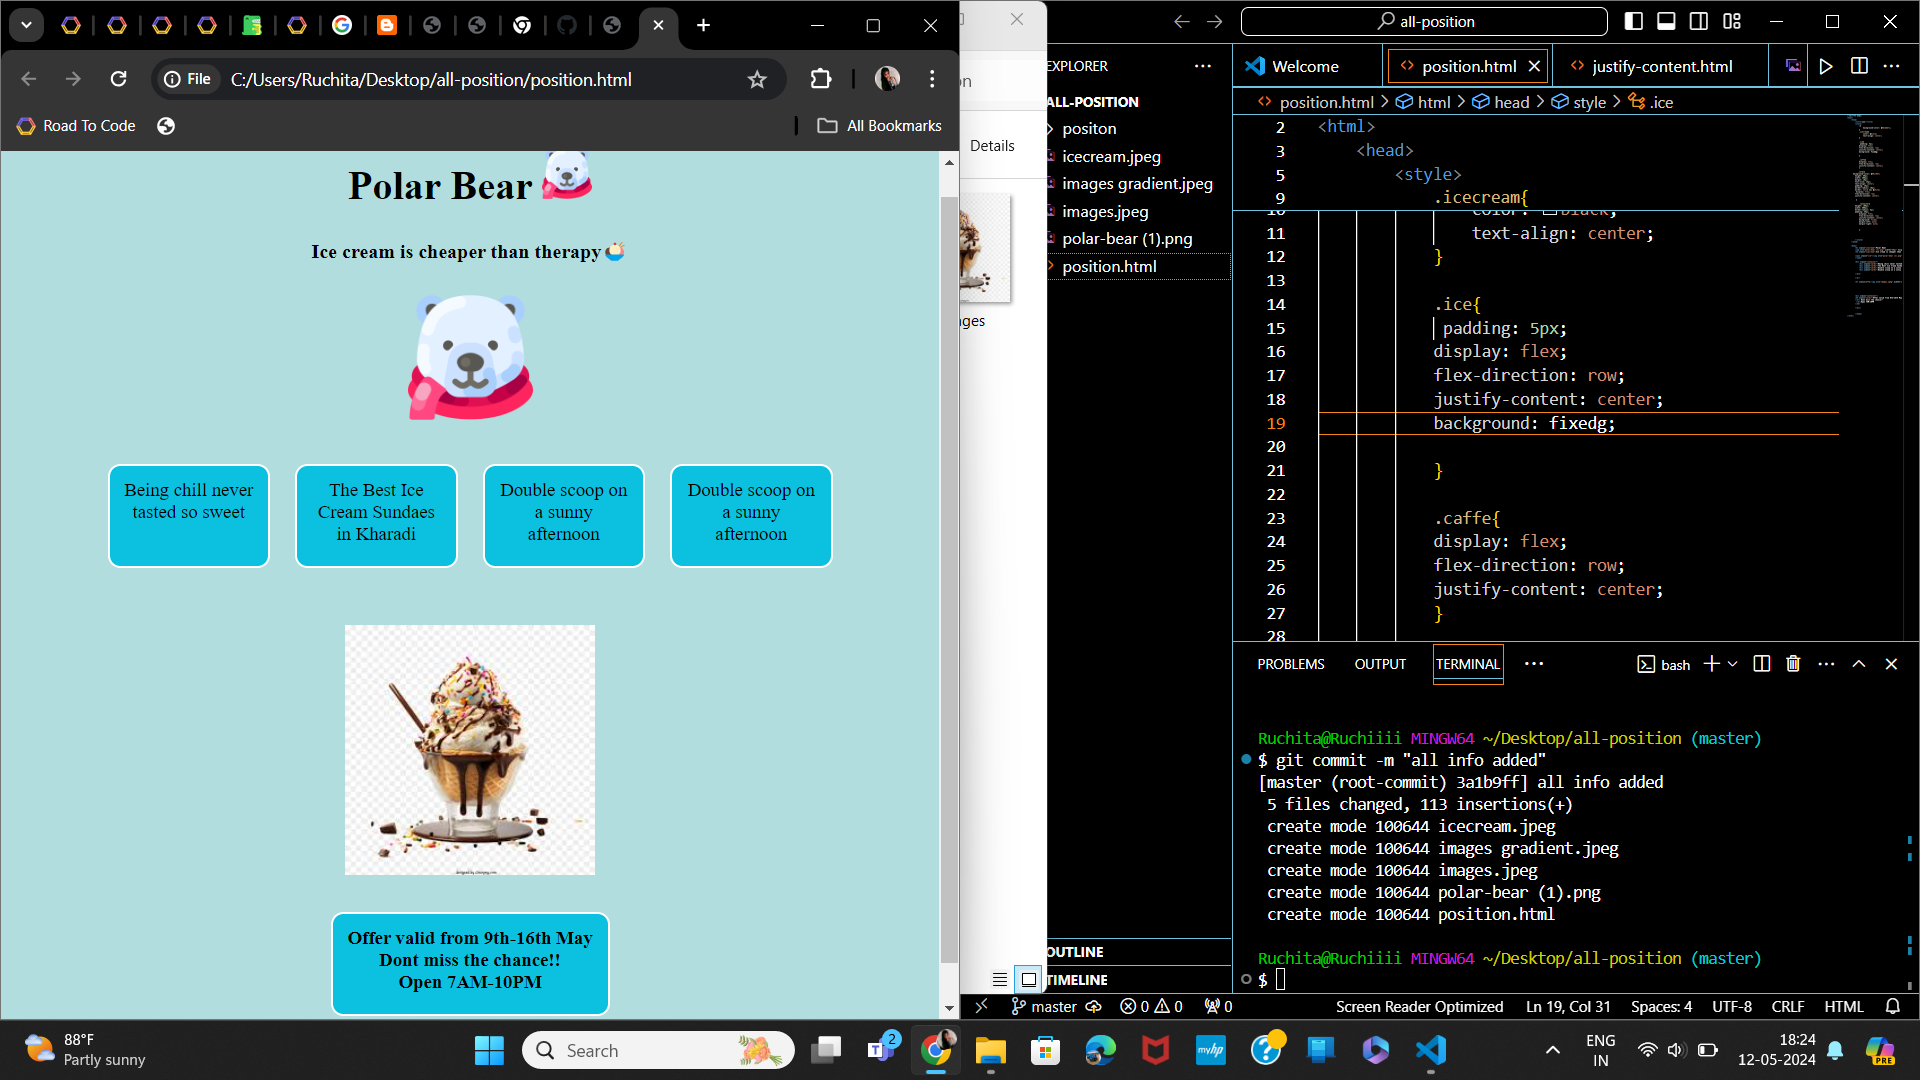 File
C:/Users/Ruchita/Desktop/all-position/position.html
Road To Code
All Bookmarks
Polar Bear
Ice cream is cheaper than therapy
Being chill never
tasted so sweet
The Best Ice
Cream Sundaes
in Kharadi
Double scoop on
a sunny
afternoon
Double scoop on
a sunny
afternoon
Offer valid from 9th-16th May
Dont miss the chance!!
Open 7AM-10PM
on
Details
ges
all-position
EXPLORER
ALL-POSITION
positon
icecream.jpeg
images gradient.jpeg
images.jpeg
polar-bear (1).png
position.html
OUTLINE
TIMELINE
Welcome
position.html
justify-content.html
position.html > html > head > style > .ice
2 <html>
3 <head>
5 <style>
9 .icecream{
color: black;
11 text-align: center;
12 }
13
14 .ice{
15 padding: 5px;
16 display: flex;
17 flex-direction: row;
18 justify-content: center;
19 background: fixedg;
20
21 }
22
23 .caffe{
24 display: flex;
25 flex-direction: row;
26 justify-content: center;
27 }
28
PROBLEMS OUTPUT TERMINAL
bash
Ruchita@Ruchiiii MINGW64 ~/Desktop/all-position (master)
$ git commit -m "all info added"
[master (root-commit) 3a1b9ff] all info added
5 files changed, 113 insertions(+)
create mode 100644 icecream.jpeg
create mode 100644 images gradient.jpeg
create mode 100644 images.jpeg
create mode 100644 polar-bear (1).png
create mode 100644 position.html
Ruchita@Ruchiiii MINGW64 ~/Desktop/all-position (master)
$
master 0 0 0 Screen Reader Optimized Ln 19, Col 31 Spaces: 4 UTF-8 CRLF HTML
88°F
Partly sunny
Search
2
myhp
ENG
IN
18:24
12-05-2024
PRE